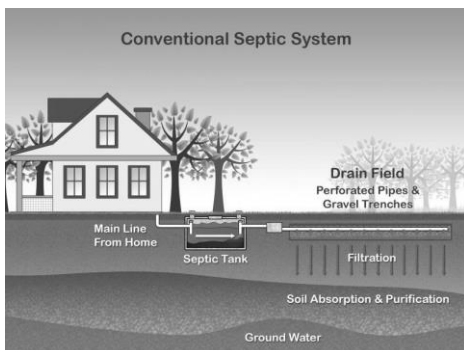 Conventional Septic System
Drain Field
Perforated Pipes &
Gravel Trenches
Main Line
From Home
Septic Tank
Filtration
Soil Absorption & Purification
Ground Water